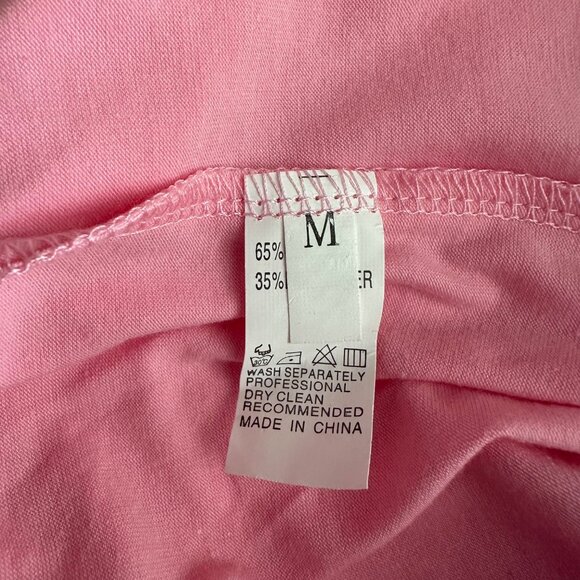 M
65%
35% ER
WASH SEPARATELY
PROFESSIONAL
DRY CLEAN
RECOMMENDED
MADE IN CHINA